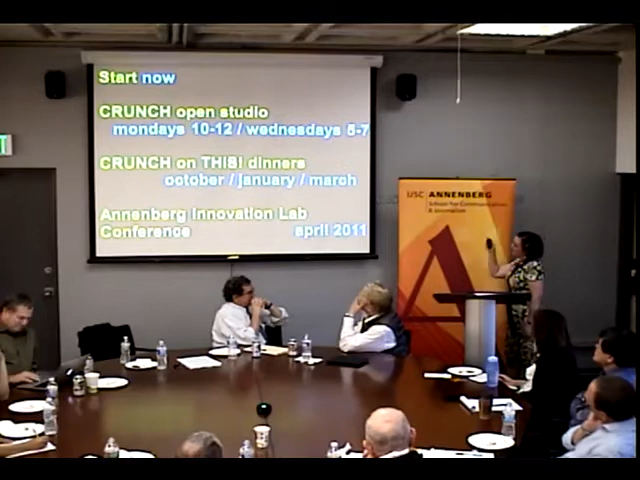 Start now
CRUNCH open studio
mondays 10-12 / wednesdays 5-7
CRUNCH on THIS! dinners
october / january / march
Annenberg Innovation Lab
Conference april 2011
USC ANNENBERG
School for Communication
& Journalism